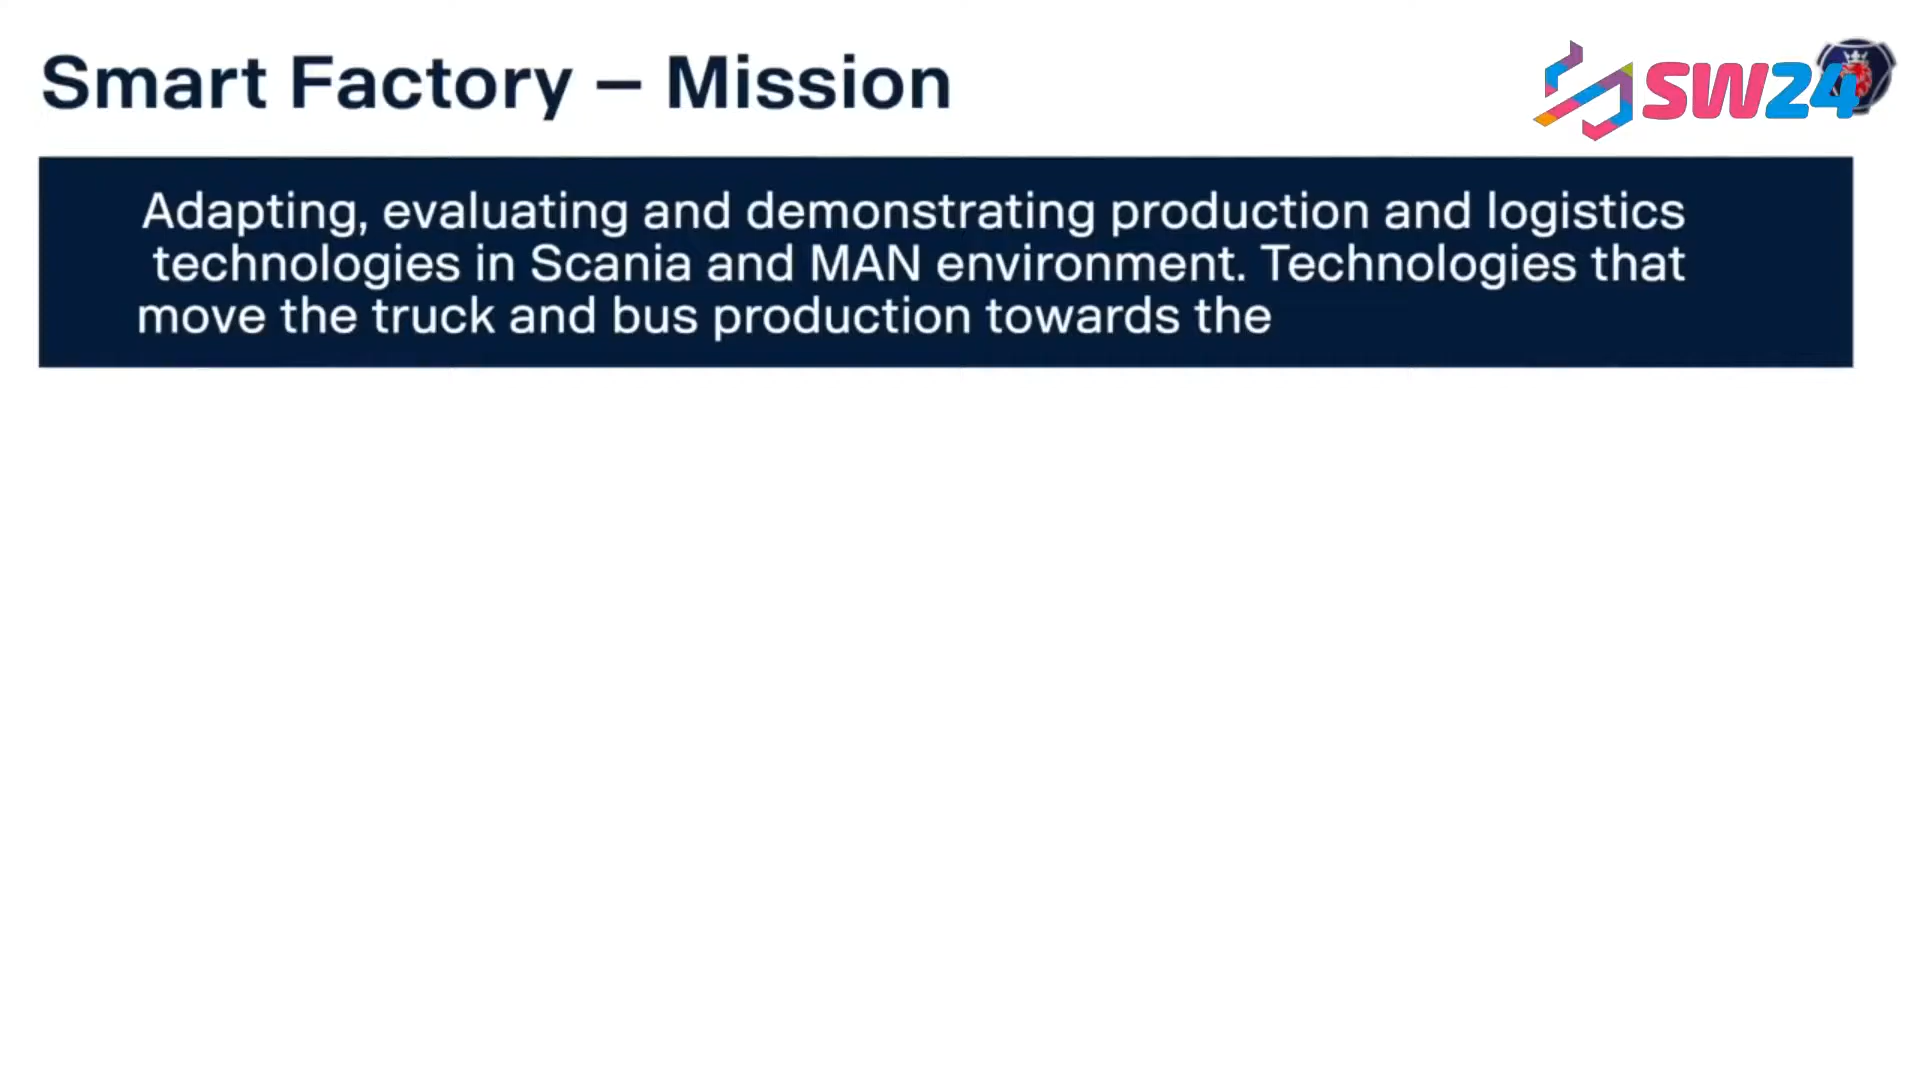 Smart Factory – Mission
SW24
Adapting, evaluating and demonstrating production and logistics
technologies in Scania and MAN environment. Technologies that
move the truck and bus production towards the